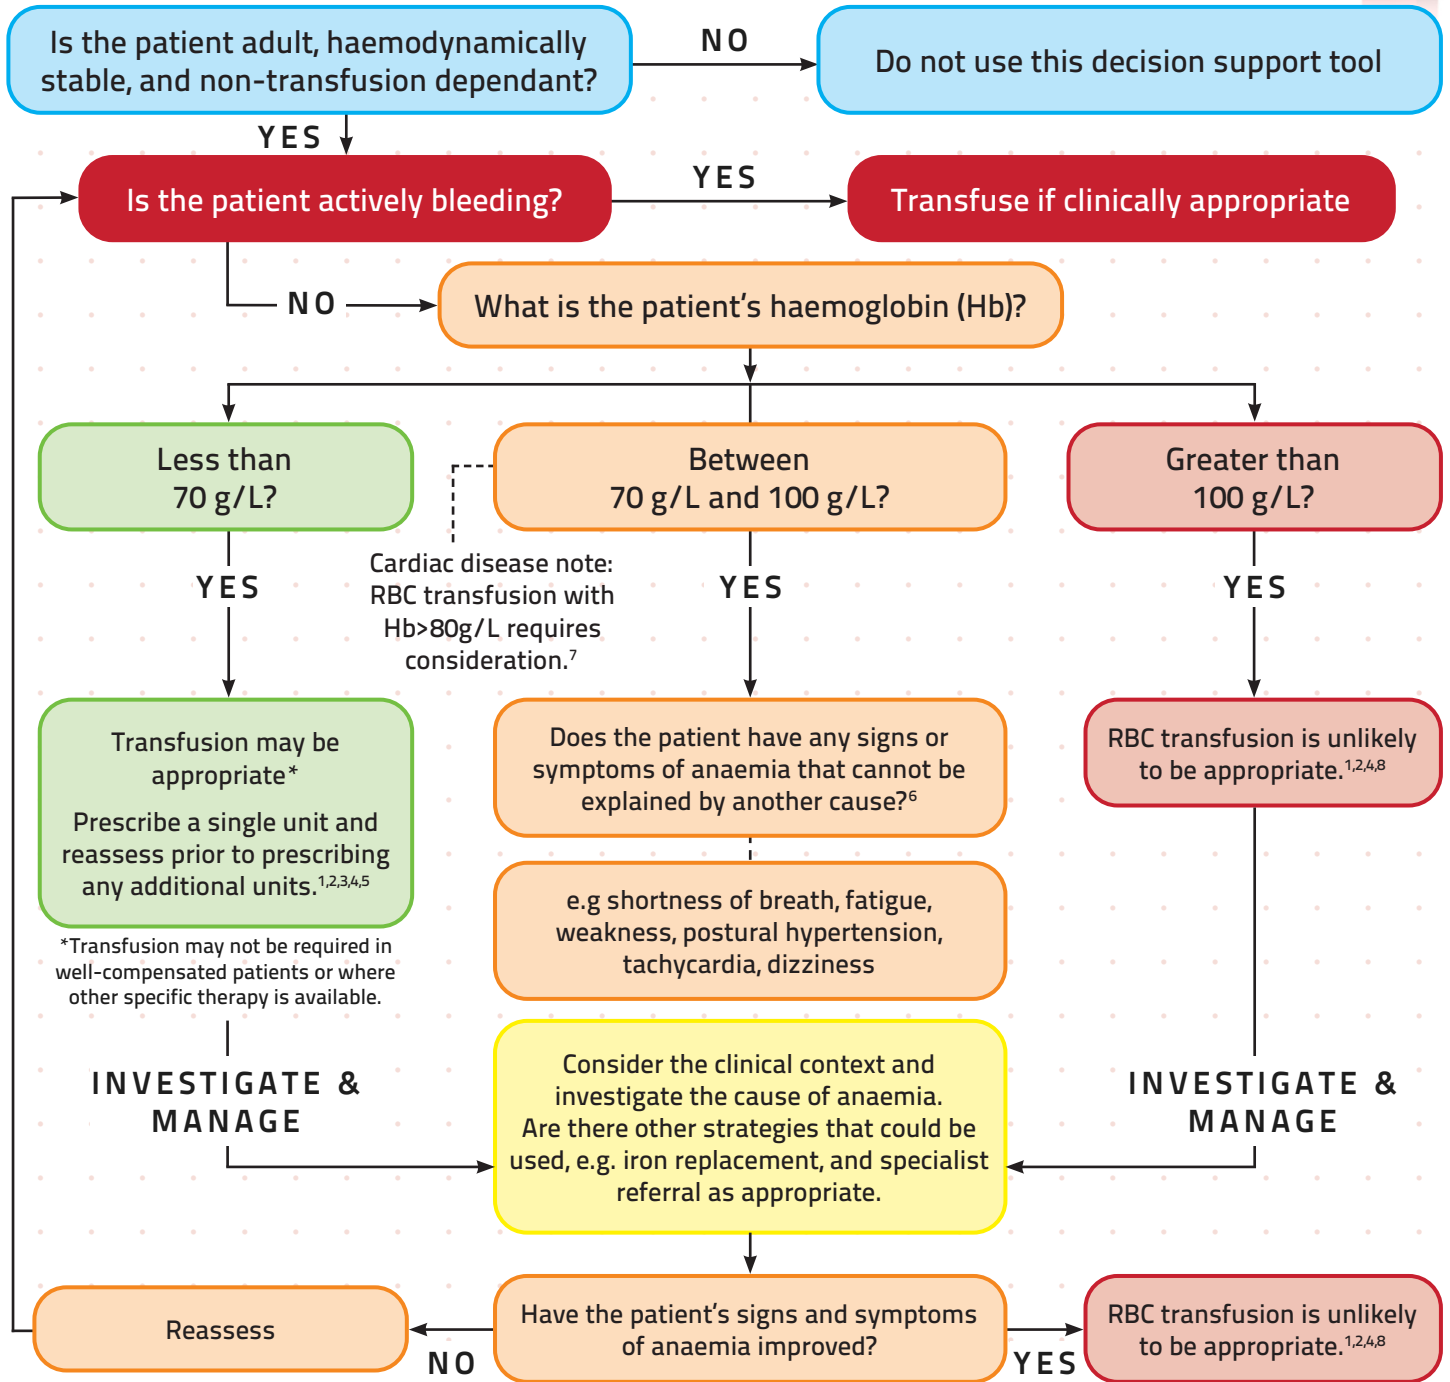 Is the patient adult, haemodynamically
stable, and non-transfusion dependant?
NO
Do not use this decision support tool
YES
Is the patient actively bleeding?
YES
Transfuse if clinically appropriate
NO
What is the patient's haemoglobin (Hb)?
Less than
70 g/L?
Between
70 g/L and 100 g/L?
Greater than
100 g/L?
YES
Cardiac disease note:
RBC transfusion with
Hb>80g/L requires
consideration.7
YES
YES
Transfusion may be
appropriate*
Prescribe a single unit and
reassess prior to prescribing
any additional units.1,2,3,4,5
*Transfusion may not be required in
well-compensated patients or where
other specific therapy is available.
Does the patient have any signs or
symptoms of anaemia that cannot be
explained by another cause?6
e.g shortness of breath, fatigue,
weakness, postural hypertension,
tachycardia, dizziness
RBC transfusion is unlikely
to be appropriate.1,2,4,8
INVESTIGATE &
MANAGE
Consider the clinical context and
investigate the cause of anaemia.
Are there other strategies that could be
used, e.g. iron replacement, and specialist
referral as appropriate.
INVESTIGATE &
MANAGE
Reassess
NO
Have the patient's signs and symptoms
of anaemia improved?
YES
RBC transfusion is unlikely
to be appropriate.1,2,4,8